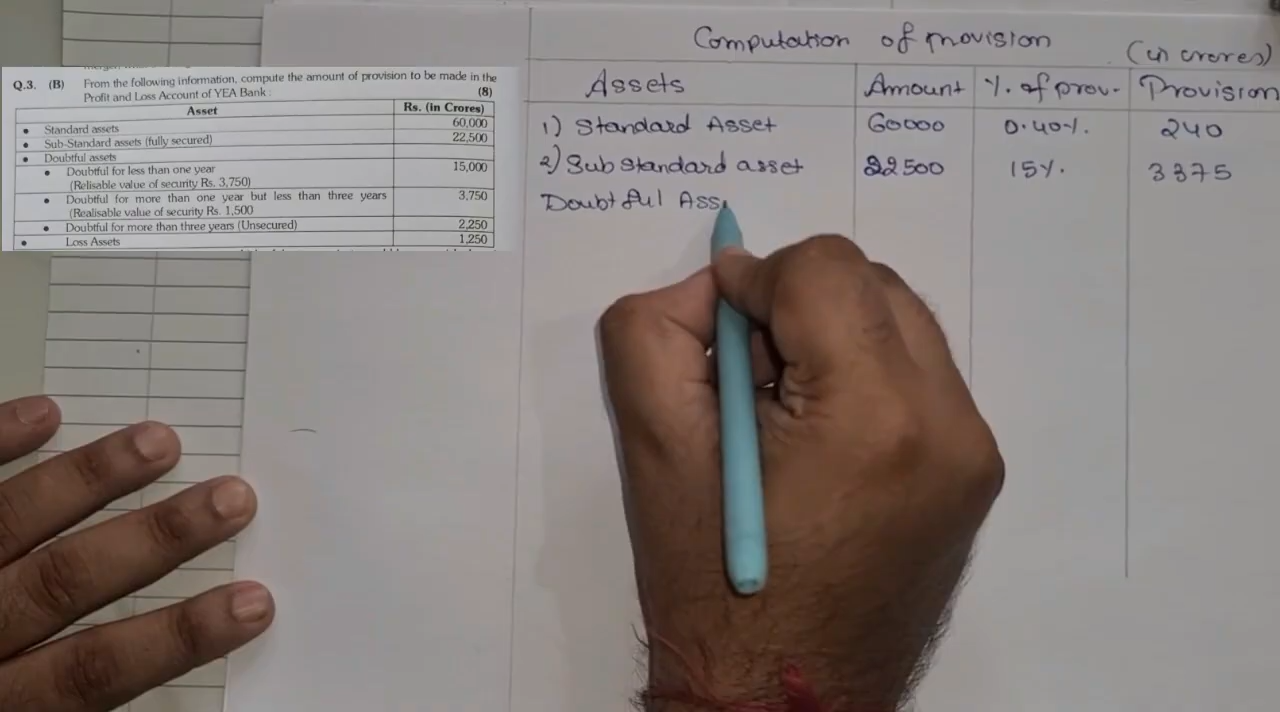 Computation of provision
(in crores)
Q.3. (B) From the following information, compute the amount of provision to be made in the
Profit and Loss Account of YEA Bank : (8)
Asset Rs. (in Crores)
• Standard assets 60,000
• Sub-Standard assets (fully secured) 22,500
• Doubtful assets
• Doubtful for less than one year 15,000
(Relisable value of security Rs. 3,750)
• Doubtful for more than one year but less than three years 3,750
(Realisable value of security Rs. 1,500
• Doubtful for more than three years (Unsecured) 2,250
• Loss Assets 1,250
Assets Amount %. of prov. Provision
1) Standard Asset 60000 0.40%. 240
2) Sub standard asset 22500 15%. 3375
Doubtful Ass